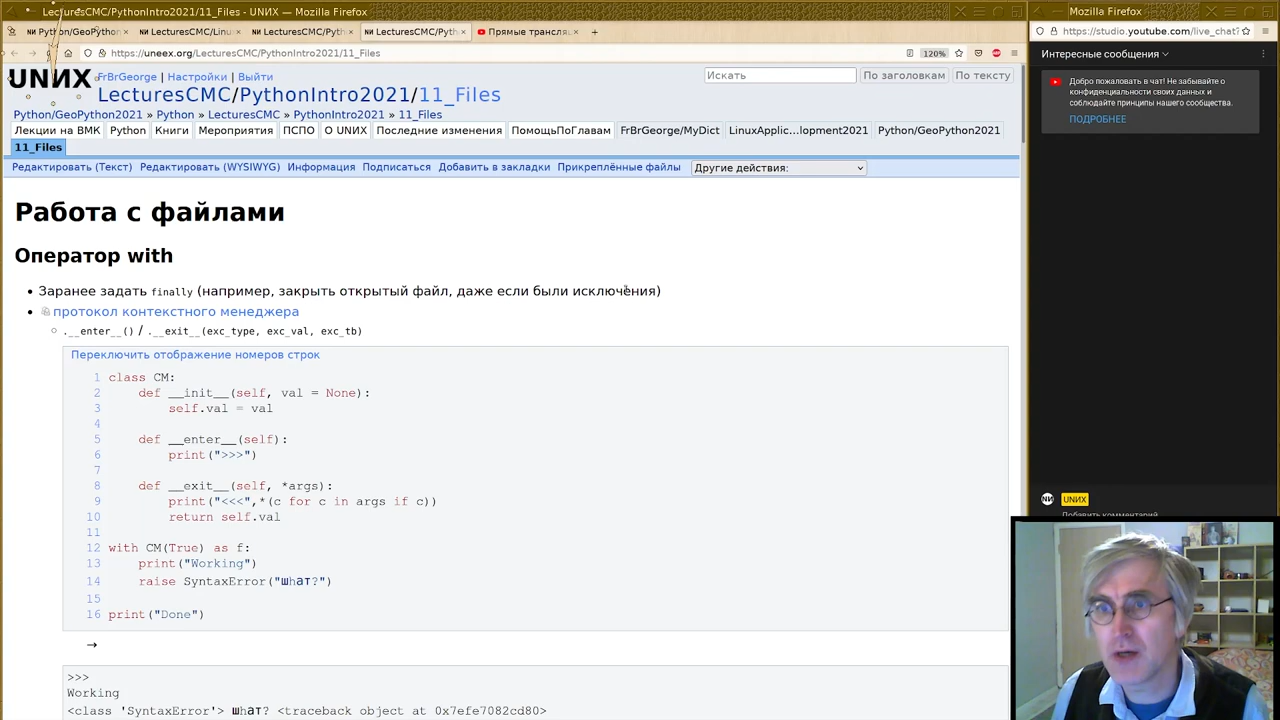 LecturesCMC/PythonIntro2021/11_Files - UNИX — Mozilla Firefox
Mozilla Firefox
Python/GeoPython
LecturesCMC/Linu
LecturesCMC/Pyth
LecturesCMC/Pyth
Прямые трансляц
https://uneex.org/LecturesCMC/PythonIntro2021/11_Files
120%
https://studio.youtube.com/live_chat?
UNИX
FrBrGeorge | Настройки | Выйти
Искать
По заголовкам
По тексту
LecturesCMC/PythonIntro2021/11_Files
Python/GeoPython2021 » Python » LecturesCMC » PythonIntro2021 » 11_Files
Лекции на ВМК
Python
Книги
Мероприятия
ПСПО
О UNИX
Последние изменения
ПомощьПоГлавам
FrBrGeorge/MyDict
LinuxApplic...lopment2021
Python/GeoPython2021
11_Files
Редактировать (Текст)
Редактировать (WYSIWYG)
Информация
Подписаться
Добавить в закладки
Прикреплённые файлы
Другие действия:
Работа с файлами
Оператор with
• Заранее задать finally (например, закрыть открытый файл, даже если были исключения)
• протокол контекстного менеджера
.__enter__() / .__exit__(exc_type, exc_val, exc_tb)
Переключить отображение номеров строк
1 class CM:
2     def __init__(self, val = None):
3         self.val = val
4
5     def __enter__(self):
6         print(">>>")
7
8     def __exit__(self, *args):
9         print("<<<",*(c for c in args if c))
10         return self.val
11
12 with CM(True) as f:
13     print("Working")
14     raise SyntaxError("шhат?")
15
16 print("Done")
→
>>>
Working
<class 'SyntaxError'> шhат? <traceback object at 0x7efe7082cd80>
Интересные сообщения
Добро пожаловать в чат! Не забывайте о
конфиденциальности своих данных и
соблюдайте принципы нашего сообщества.
ПОДРОБНЕЕ
UNИX
Добавить комментарий